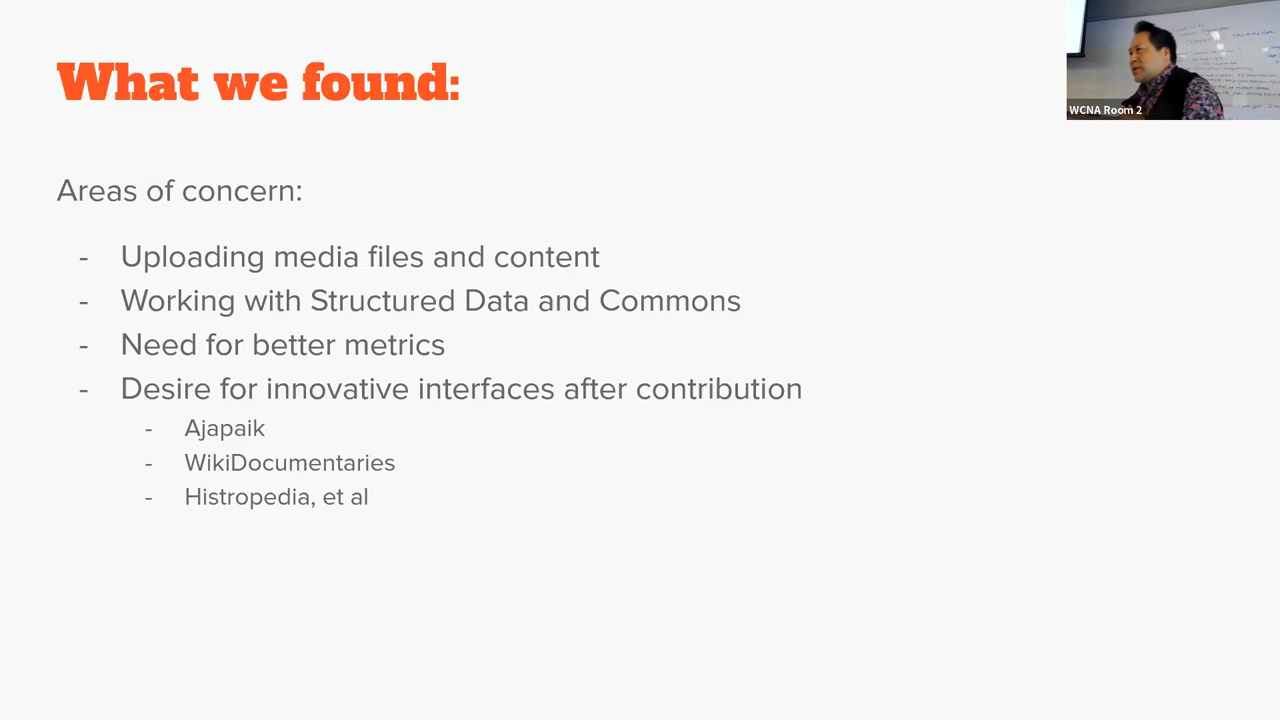 What we found:
WCNA Room 2
Areas of concern:
- Uploading media files and content
- Working with Structured Data and Commons
- Need for better metrics
- Desire for innovative interfaces after contribution
- Ajapaik
- WikiDocumentaries
- Histropedia, et al